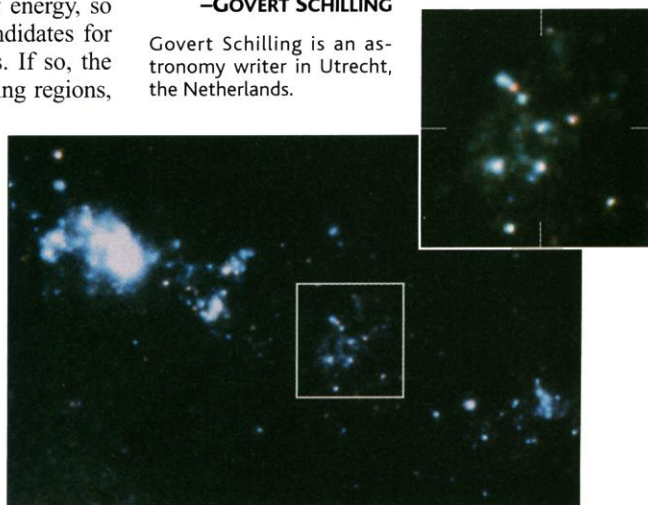 energy, so
ndidates for
s. If so, the
ng regions,
–GOVERT SCHILLING
Govert Schilling is an as-
tronomy writer in Utrecht,
the Netherlands.